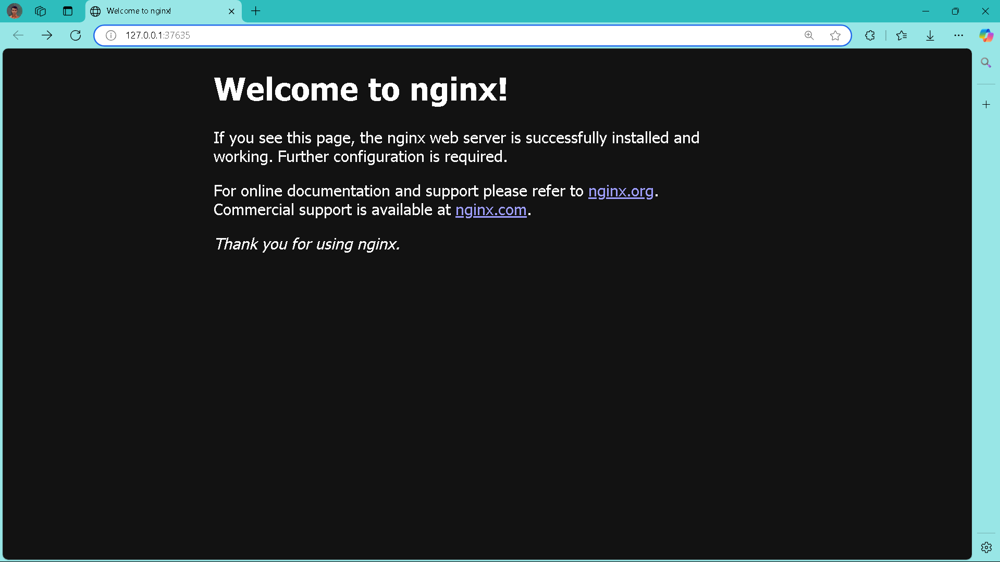 Welcome to nginx!
127.0.0.1:37635
Welcome to nginx!
If you see this page, the nginx web server is successfully installed and
working. Further configuration is required.
For online documentation and support please refer to nginx.org.
Commercial support is available at nginx.com.
Thank you for using nginx.